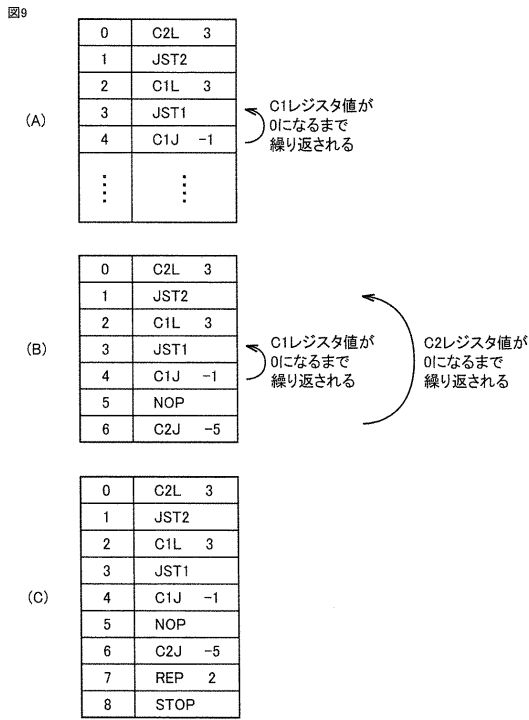 図9
(A)
0 C2L 3
1 JST2
2 C1L 3
3 JST1
4 C1J -1
⋮ ⋮
C1レジスタ値が
0になるまで
繰り返される
(B)
0 C2L 3
1 JST2
2 C1L 3
3 JST1
4 C1J -1
5 NOP
6 C2J -5
C1レジスタ値が
0になるまで
繰り返される
C2レジスタ値が
0になるまで
繰り返される
(C)
0 C2L 3
1 JST2
2 C1L 3
3 JST1
4 C1J -1
5 NOP
6 C2J -5
7 REP 2
8 STOP